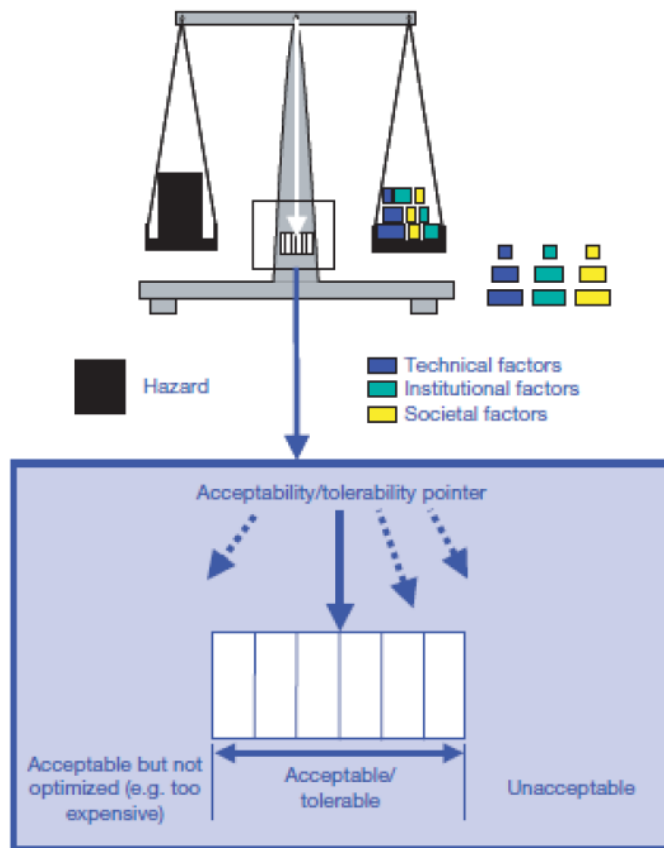 Hazard
Technical factors
Institutional factors
Societal factors
Acceptability/tolerability pointer
Acceptable but not
optimized (e.g. too
expensive)
Acceptable/
tolerable
Unacceptable